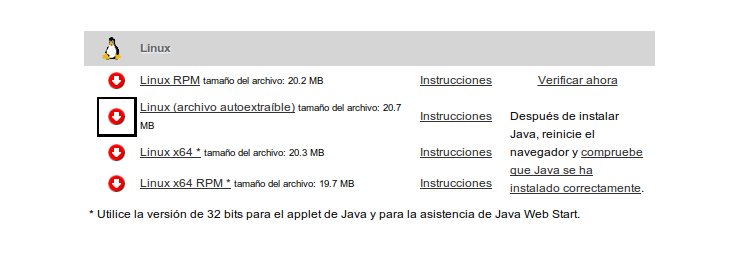 Linux
Linux RPM tamaño del archivo: 20.2 MB Instrucciones Verificar ahora
Linux (archivo autoextraíble) tamaño del archivo: 20.7
MB
Instrucciones
Linux x64 * tamaño del archivo: 20.3 MB Instrucciones
Linux x64 RPM * tamaño del archivo: 19.7 MB Instrucciones
Después de instalar
Java, reinicie el
navegador y compruebe
que Java se ha
instalado correctamente.
* Utilice la versión de 32 bits para el applet de Java y para la asistencia de Java Web Start.